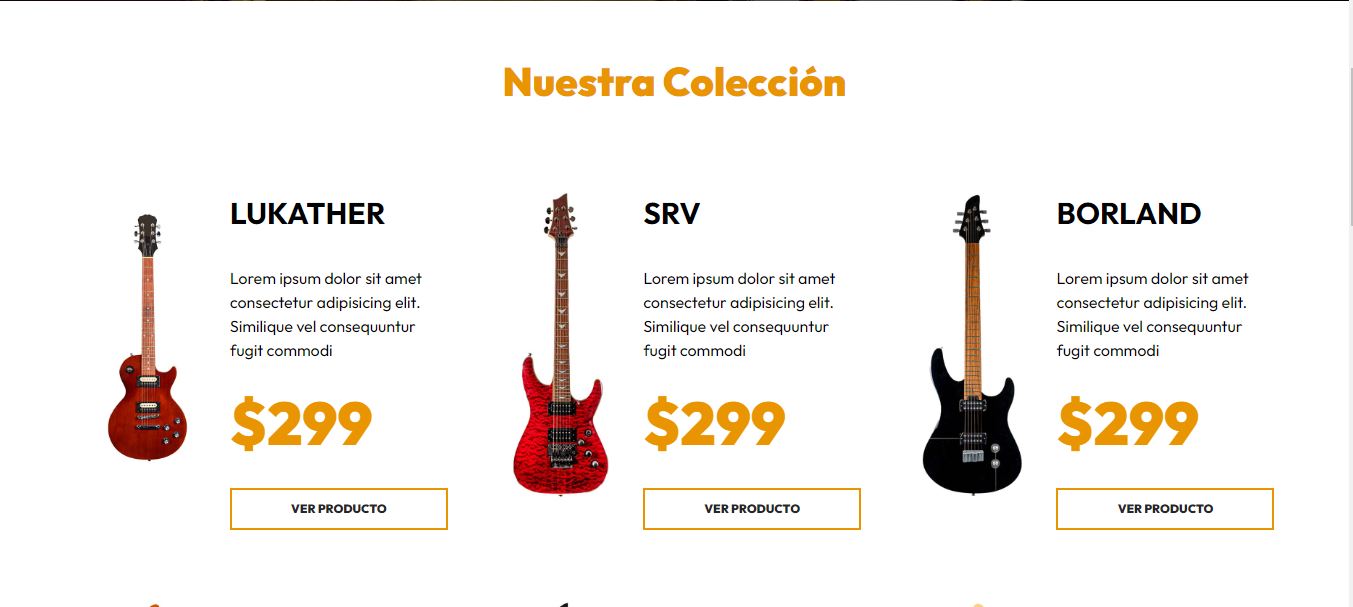 Nuestra Colección
LUKATHER
Lorem ipsum dolor sit amet
consectetur adipisicing elit.
Similique vel consequuntur
fugit commodi
$299
VER PRODUCTO
SRV
Lorem ipsum dolor sit amet
consectetur adipisicing elit.
Similique vel consequuntur
fugit commodi
$299
VER PRODUCTO
BORLAND
Lorem ipsum dolor sit amet
consectetur adipisicing elit.
Similique vel consequuntur
fugit commodi
$299
VER PRODUCTO